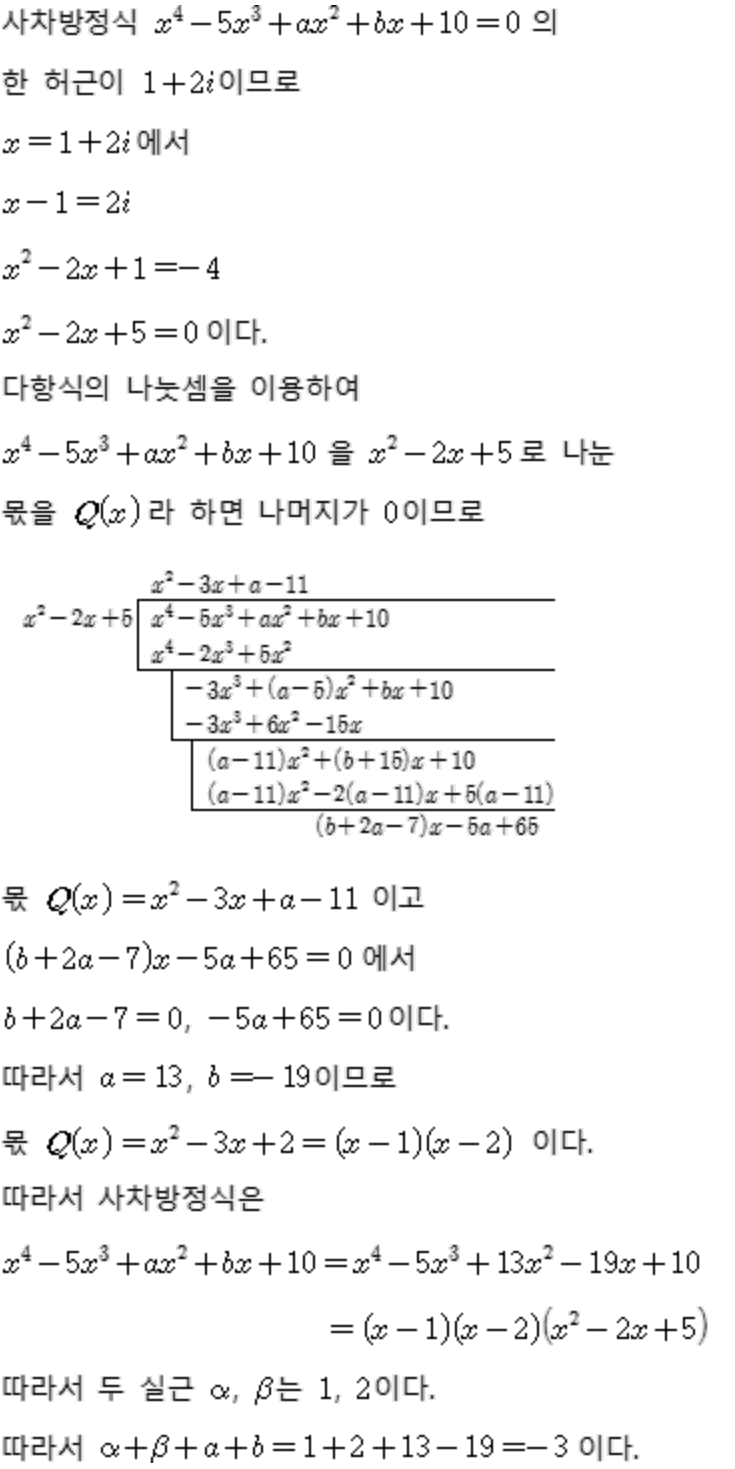 사차방정식 x⁴-5x³+ax²+bx+10=0 의
한 허근이 1+2i이므로
x=1+2i에서
x-1=2i
x²-2x+1=-4
x²-2x+5=0 이다.
다항식의 나눗셈을 이용하여
x⁴-5x³+ax²+bx+10 을 x²-2x+5로 나눈
몫을 Q(x)라 하면 나머지가 0이므로
x²-3x+a-11
x²-2x+5 x⁴-5x³+ax²+bx+10
x⁴-2x³+5x²
-3x³+(a-5)x²+bx+10
-3x³+6x²-15x
(a-11)x²+(b+15)x+10
(a-11)x²-2(a-11)x+5(a-11)
(b+2a-7)x-5a+65
몫 Q(x)=x²-3x+a-11 이고
(b+2a-7)x-5a+65=0 에서
b+2a-7=0, -5a+65=0이다.
따라서 a=13, b=-19이므로
몫 Q(x)=x²-3x+2=(x-1)(x-2) 이다.
따라서 사차방정식은
x⁴-5x³+ax²+bx+10=x⁴-5x³+13x²-19x+10
=(x-1)(x-2)(x²-2x+5)
따라서 두 실근 α, β는 1, 2이다.
따라서 α+β+a+b=1+2+13-19=-3 이다.